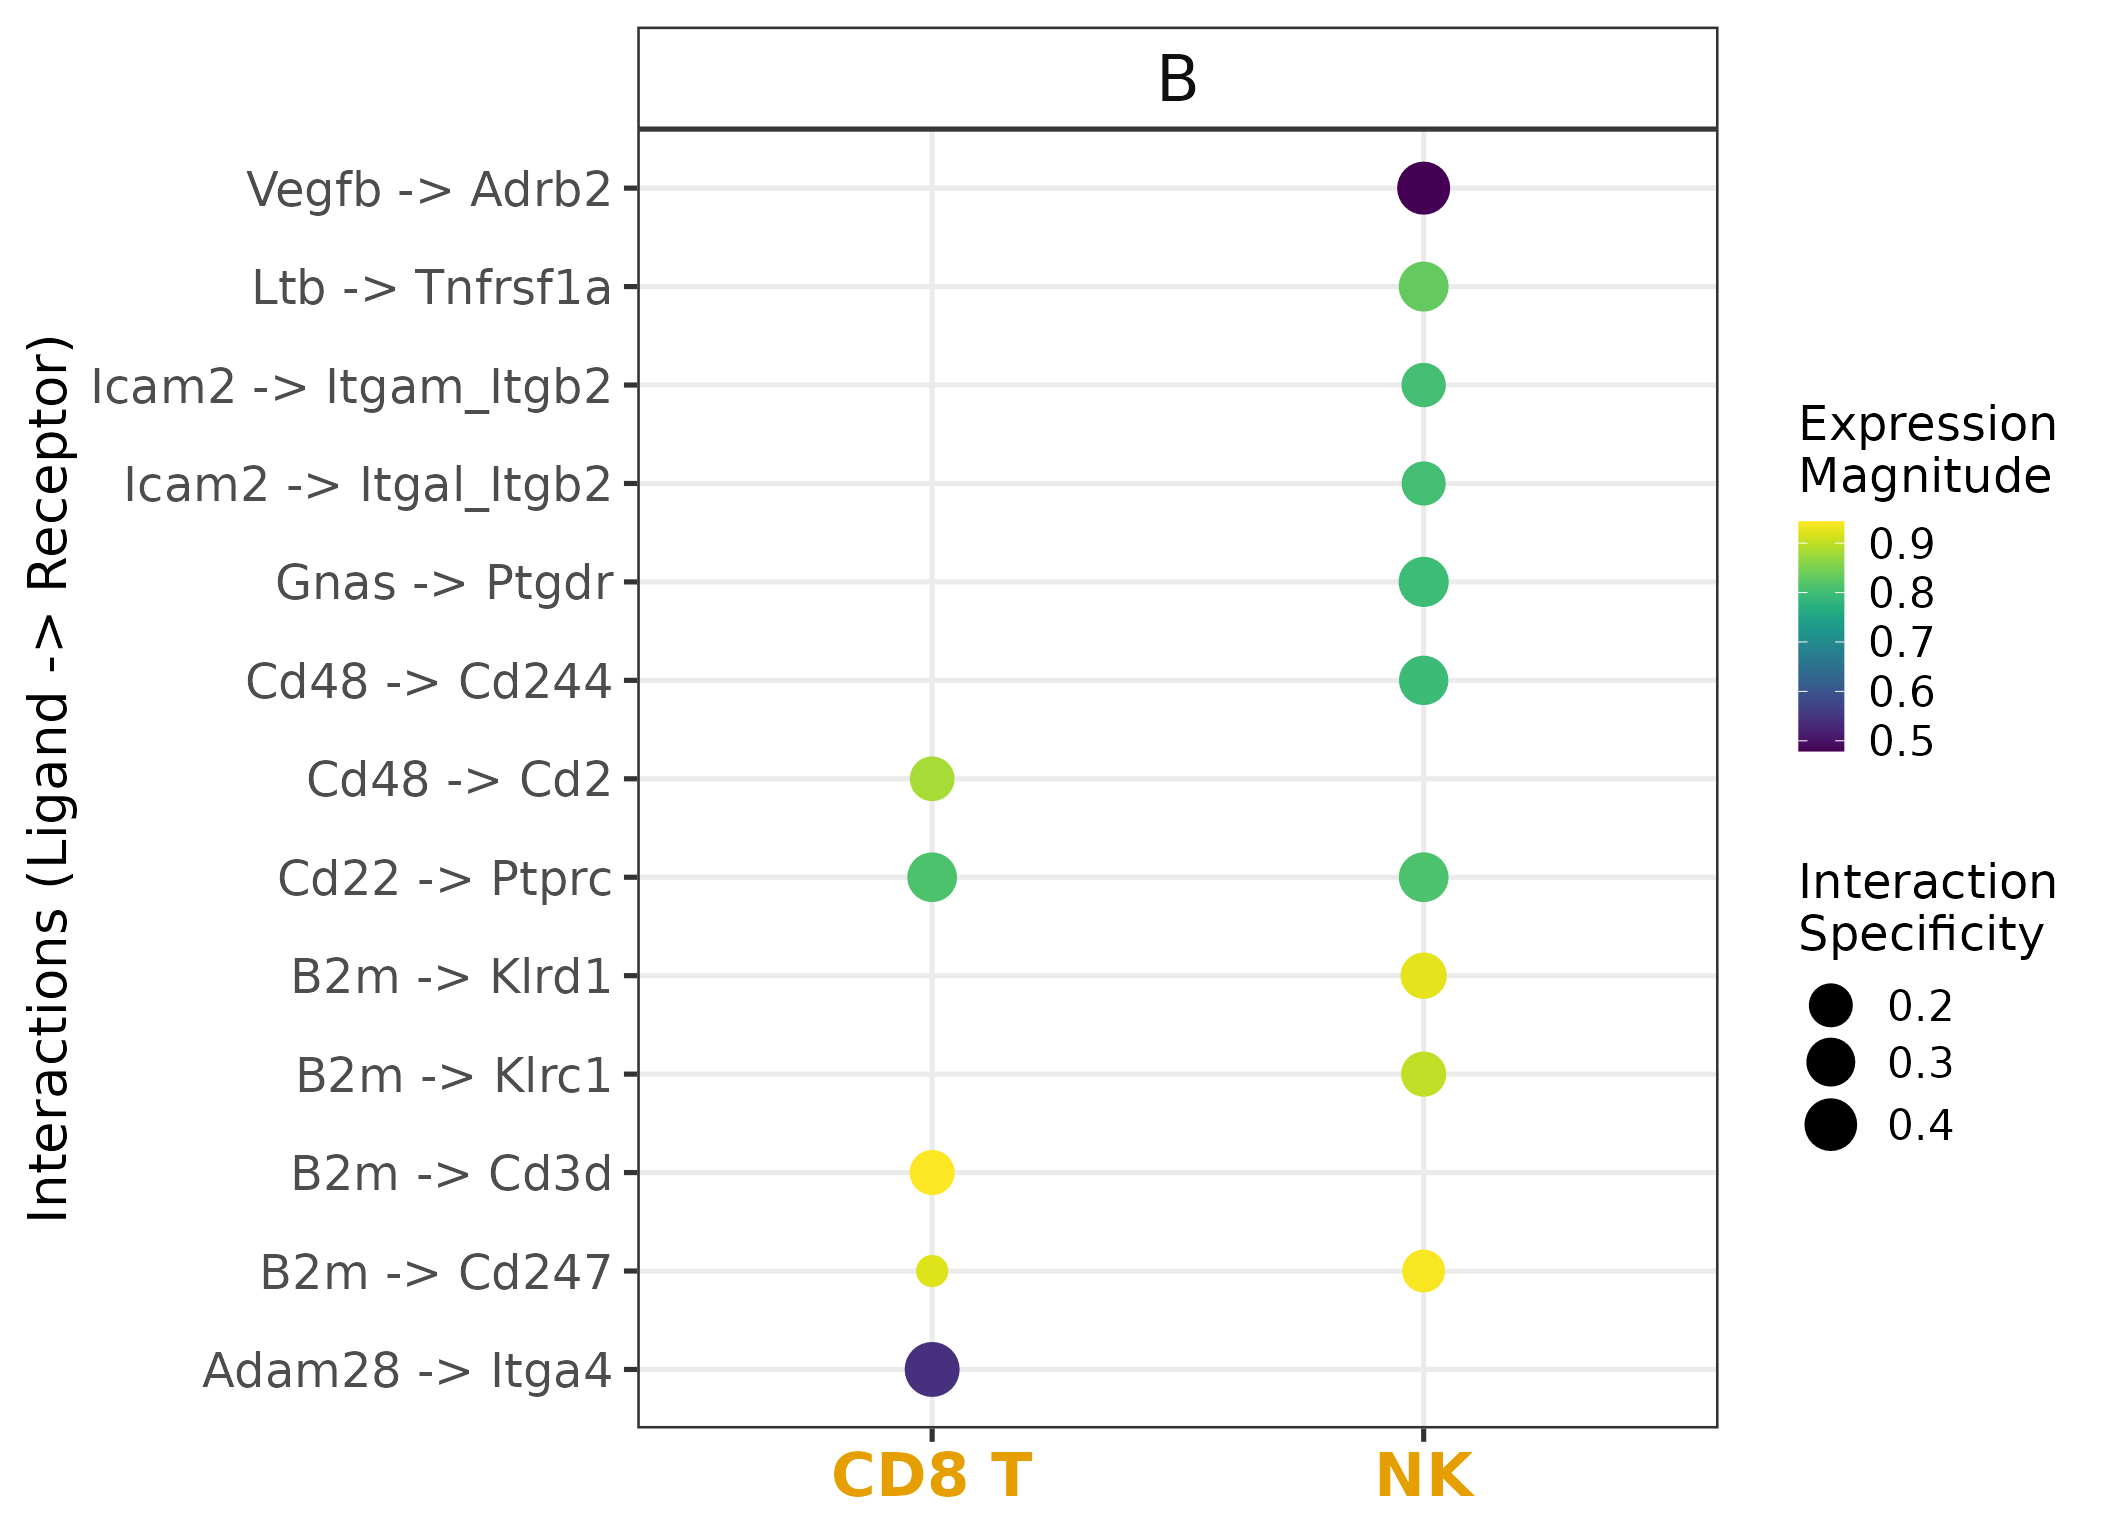 B
Interactions (Ligand -> Receptor)
Vegfb -> Adrb2
Ltb -> Tnfrsf1a
Icam2 -> Itgam_Itgb2
Icam2 -> Itgal_Itgb2
Gnas -> Ptgdr
Cd48 -> Cd244
Cd48 -> Cd2
Cd22 -> Ptprc
B2m -> Klrd1
B2m -> Klrc1
B2m -> Cd3d
B2m -> Cd247
Adam28 -> Itga4
CD8 T
NK
Expression
Magnitude
0.9
0.8
0.7
0.6
0.5
Interaction
Specificity
0.2
0.3
0.4